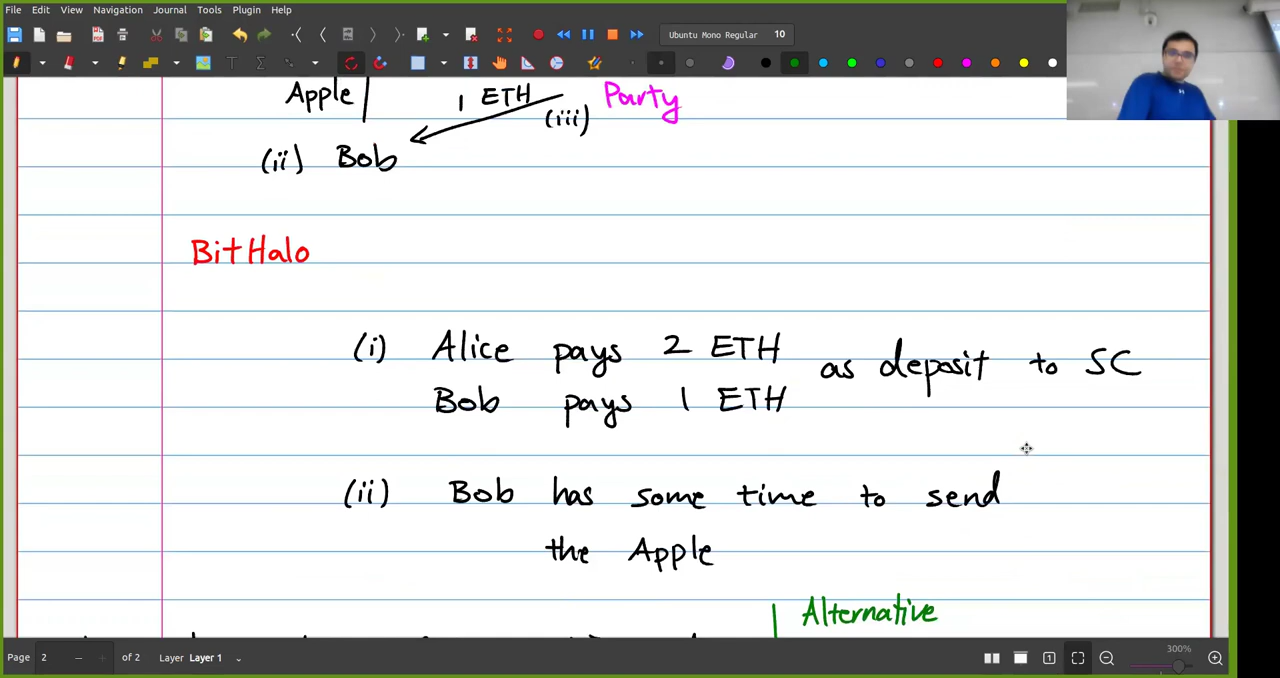 File Edit View Navigation Journal Tools Plugin Help
Ubuntu Mono Regular 10
Apple
1 ETH
(iii)
Party
(ii) Bob
BitHalo
(i) Alice pays 2 ETH
Bob pays 1 ETH
as deposit to SC
(ii) Bob has some time to send
the Apple
Alternative
Page 2 of 2 Layer Layer 1 300%